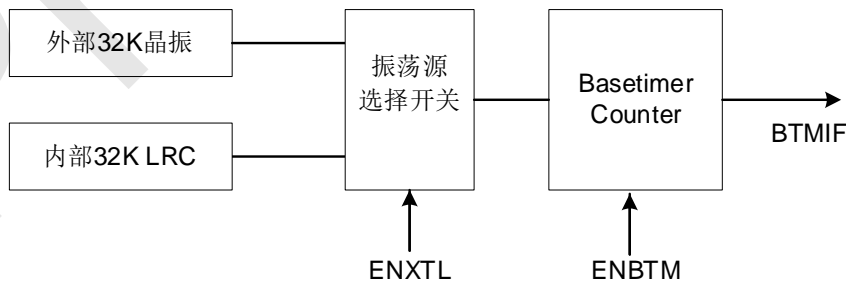 外部32K晶振
内部32K LRC
振荡源
选择开关
Basetimer
Counter
BTMIF
ENXTL
ENBTM